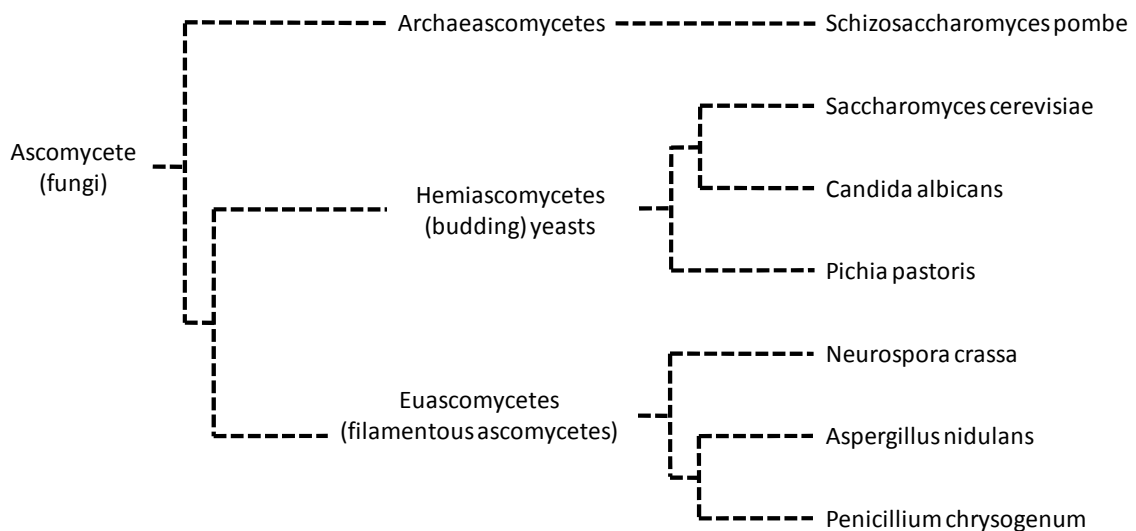 Archaeascomycetes
Schizosaccharomyces pombe
Saccharomyces cerevisiae
Ascomycete
(fungi)
Candida albicans
Hemiascomycetes
(budding) yeasts
Pichia pastoris
Neurospora crassa
Euascomycetes
(filamentous ascomycetes)
Aspergillus nidulans
Penicillium chrysogenum